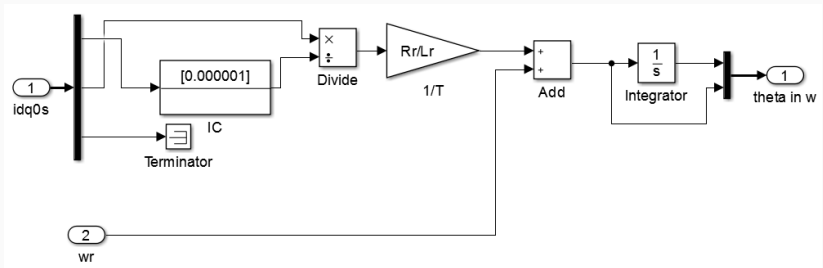 1
idq0s
[0.000001]
IC
Terminator
×
÷
Divide
Rr/Lr
1/T
+
+
Add
1
s
Integrator
1
theta in w
2
wr